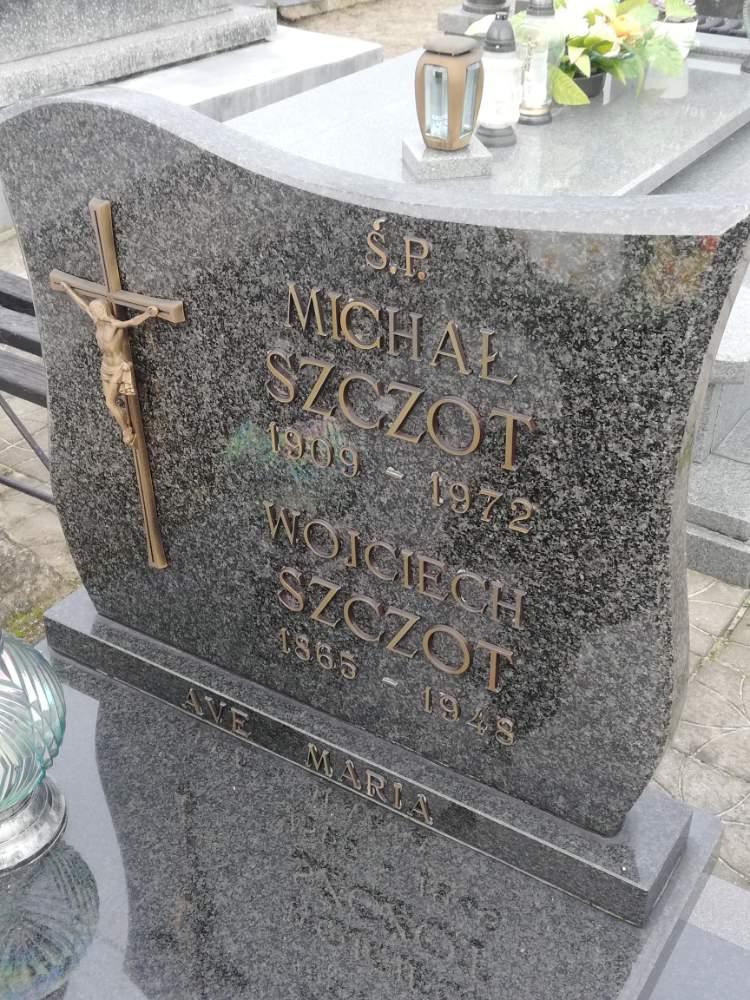 Ś.P.
MICHAŁ
SZCZOT
1909 - 1972
WOJCIECH
SZCZOT
1865 - 1948
AVE MARIA